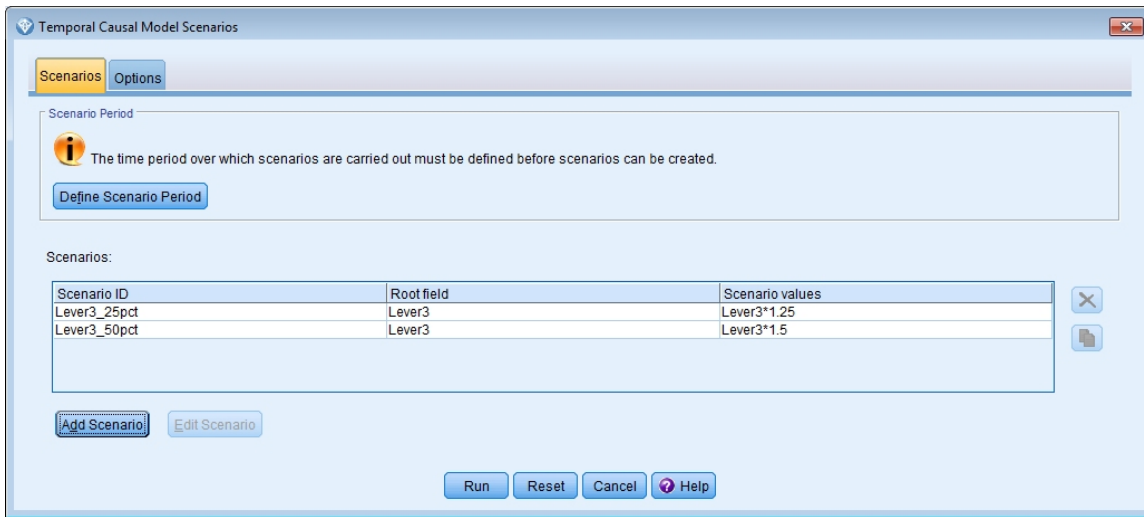 Temporal Causal Model Scenarios
Scenarios Options
Scenario Period
The time period over which scenarios are carried out must be defined before scenarios can be created.
Define Scenario Period
Scenarios:
Scenario ID Root field Scenario values
Lever3_25pct Lever3 Lever3*1.25
Lever3_50pct Lever3 Lever3*1.5
Add Scenario Edit Scenario
Run Reset Cancel Help